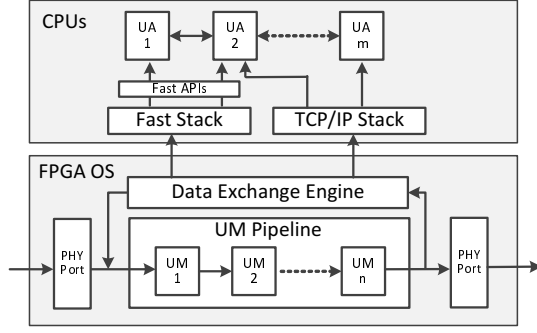 CPUs
UA
1
UA
2
UA
m
Fast APIs
Fast Stack
TCP/IP Stack
FPGA OS
Data Exchange Engine
UM Pipeline
PHY
Port
UM
1
UM
2
UM
n
PHY
Port